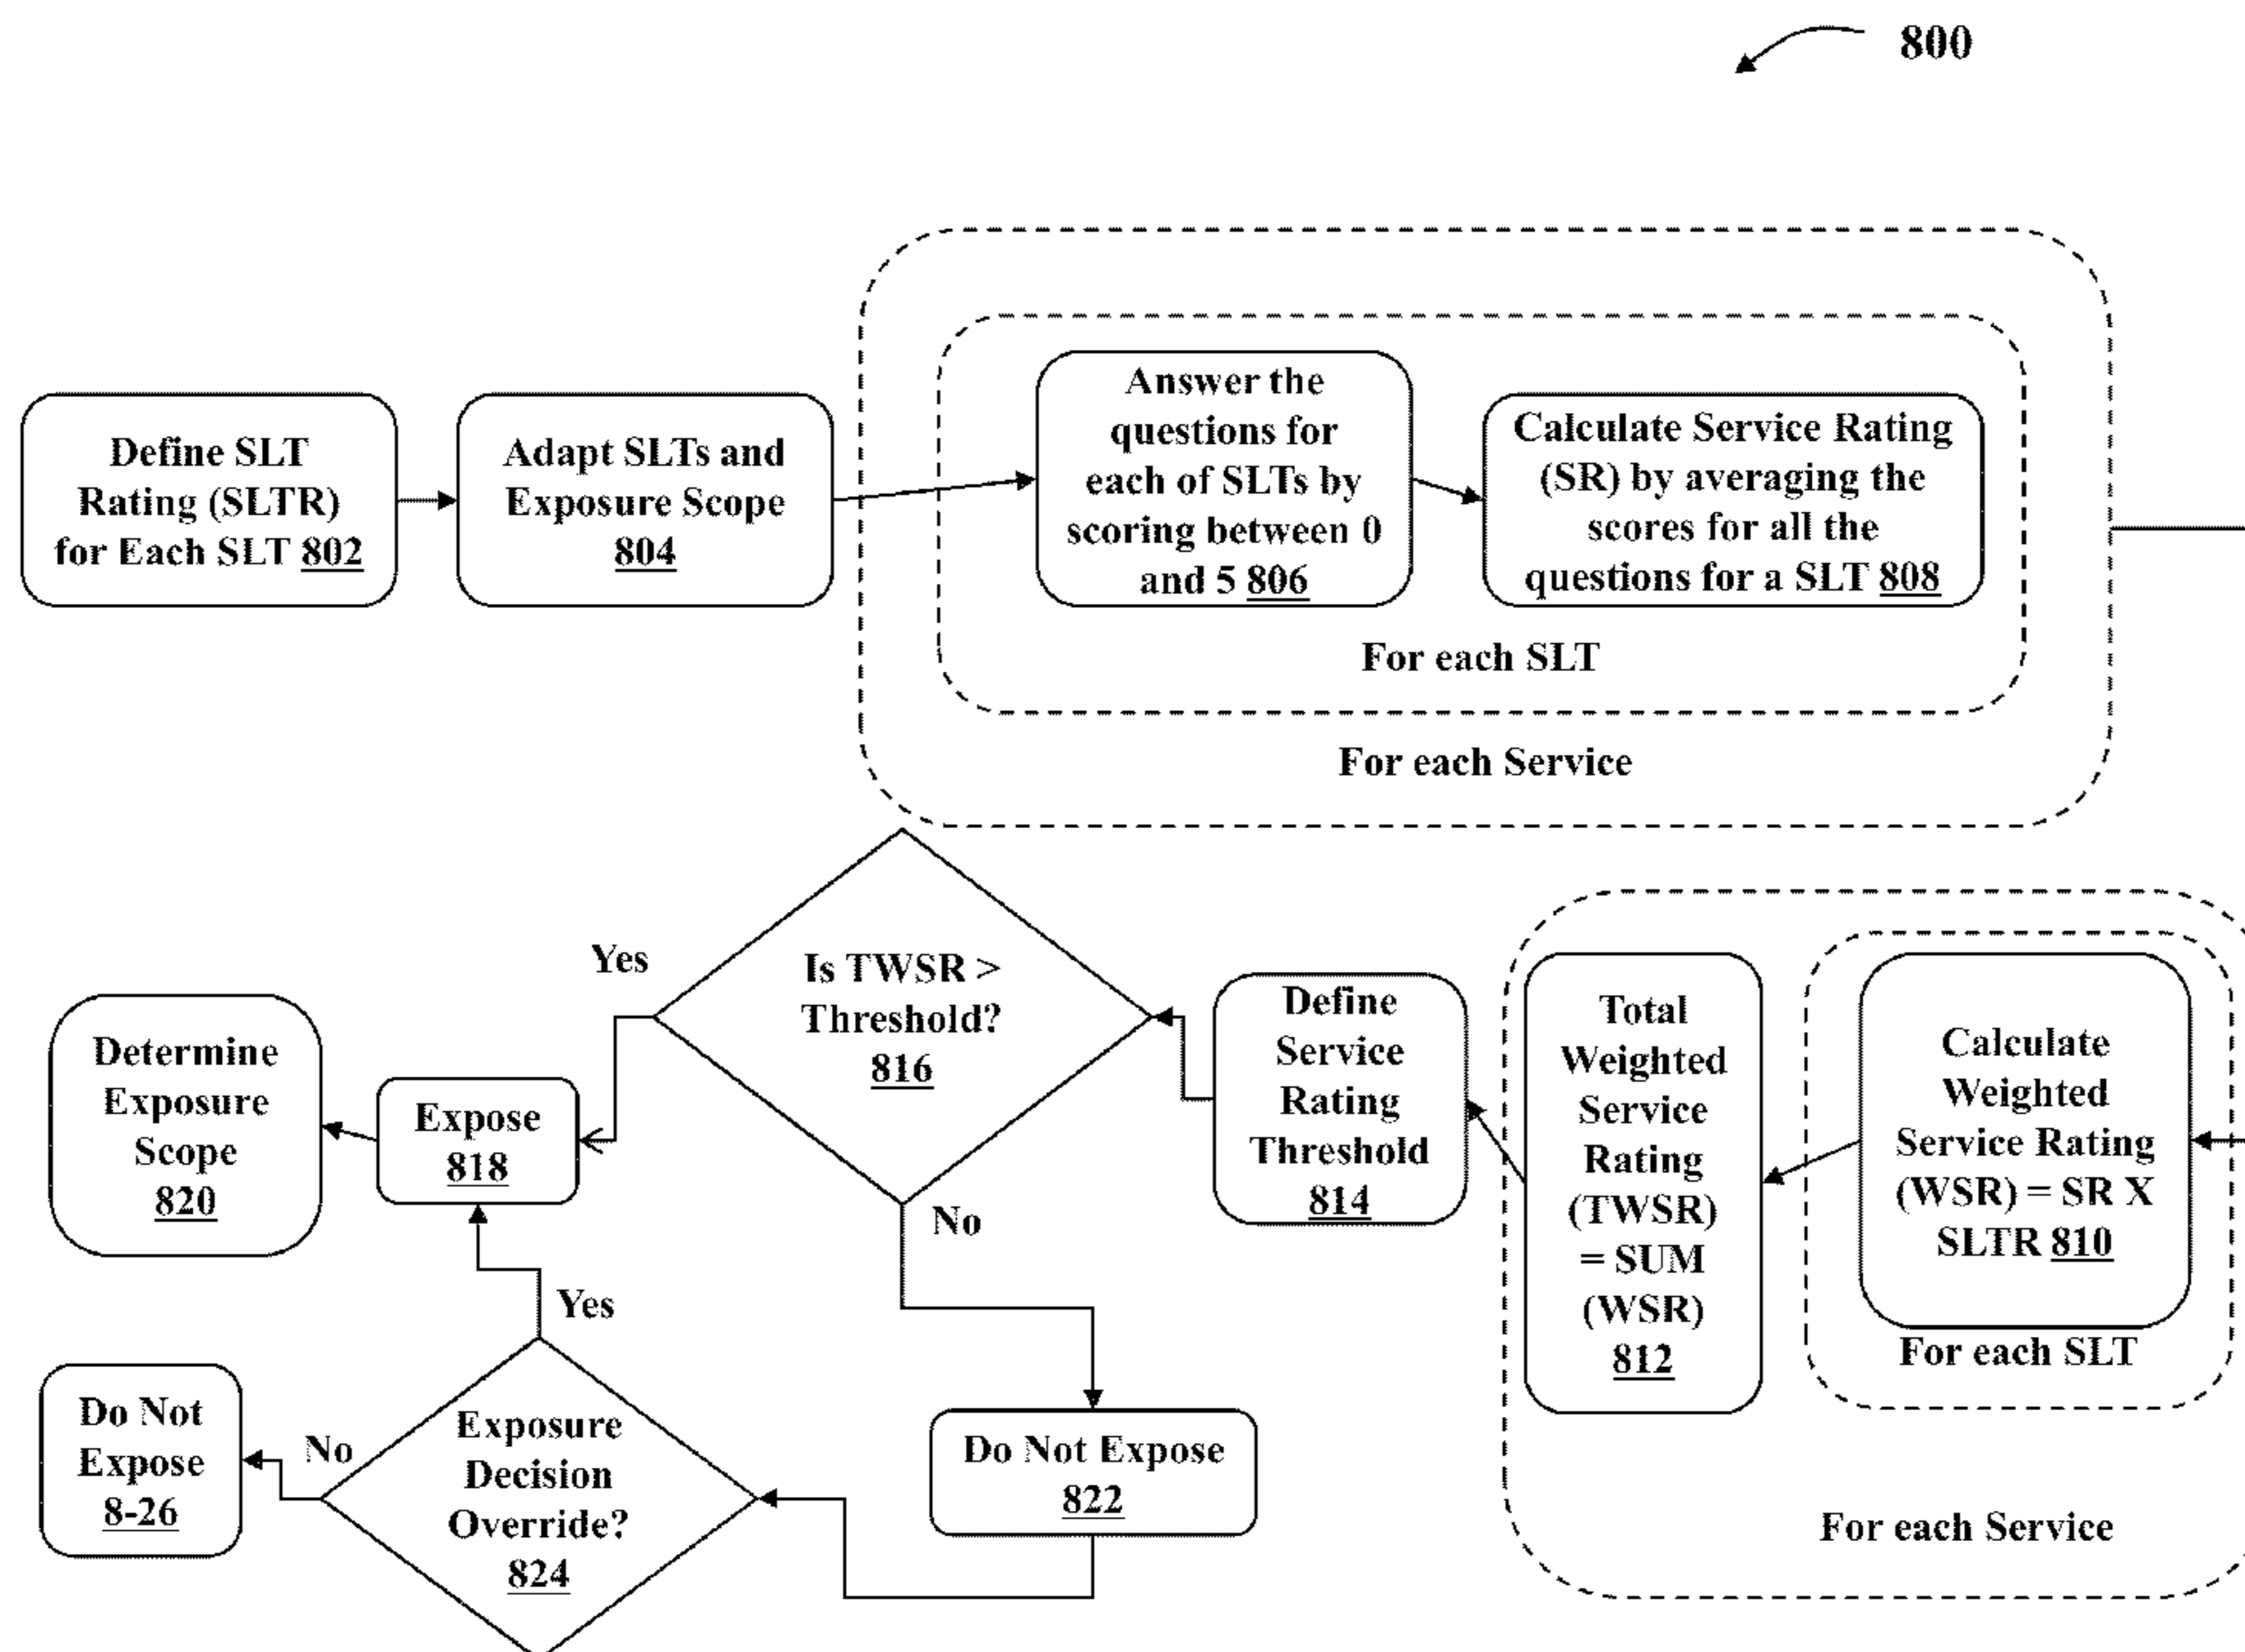 800
Define SLT
Rating (SLTR)
for Each SLT 802
Adapt SLTs and
Exposure Scope
804
Answer the
questions for
each of SLTs by
scoring between 0
and 5 806
Calculate Service Rating
(SR) by averaging the
scores for all the
questions for a SLT 808
For each SLT
For each Service
Calculate
Weighted
Service Rating
(WSR) = SR X
SLTR 810
For each SLT
Total
Weighted
Service
Rating
(TWSR)
= SUM
(WSR)
812
For each Service
Define
Service
Rating
Threshold
814
Is TWSR >
Threshold?
816
Yes
No
Expose
818
Determine
Exposure
Scope
820
Do Not Expose
822
Exposure
Decision
Override?
824
Yes
No
Do Not
Expose
8-26